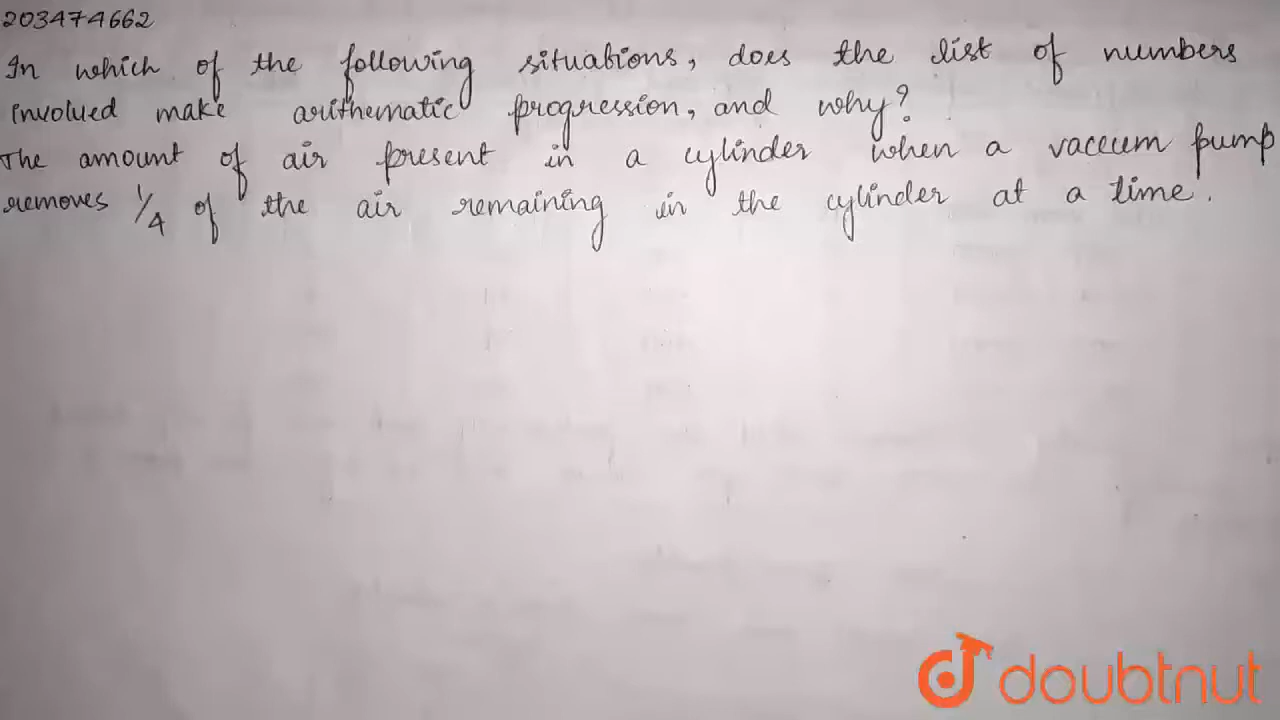 203474662
In which of the following situations, does the list of numbers
involved make arithematic progression, and why?
The amount of air present in a cylinder when a vaccum pump
removes 1/4 of the air remaining in the cylinder at a time.
doubtnut